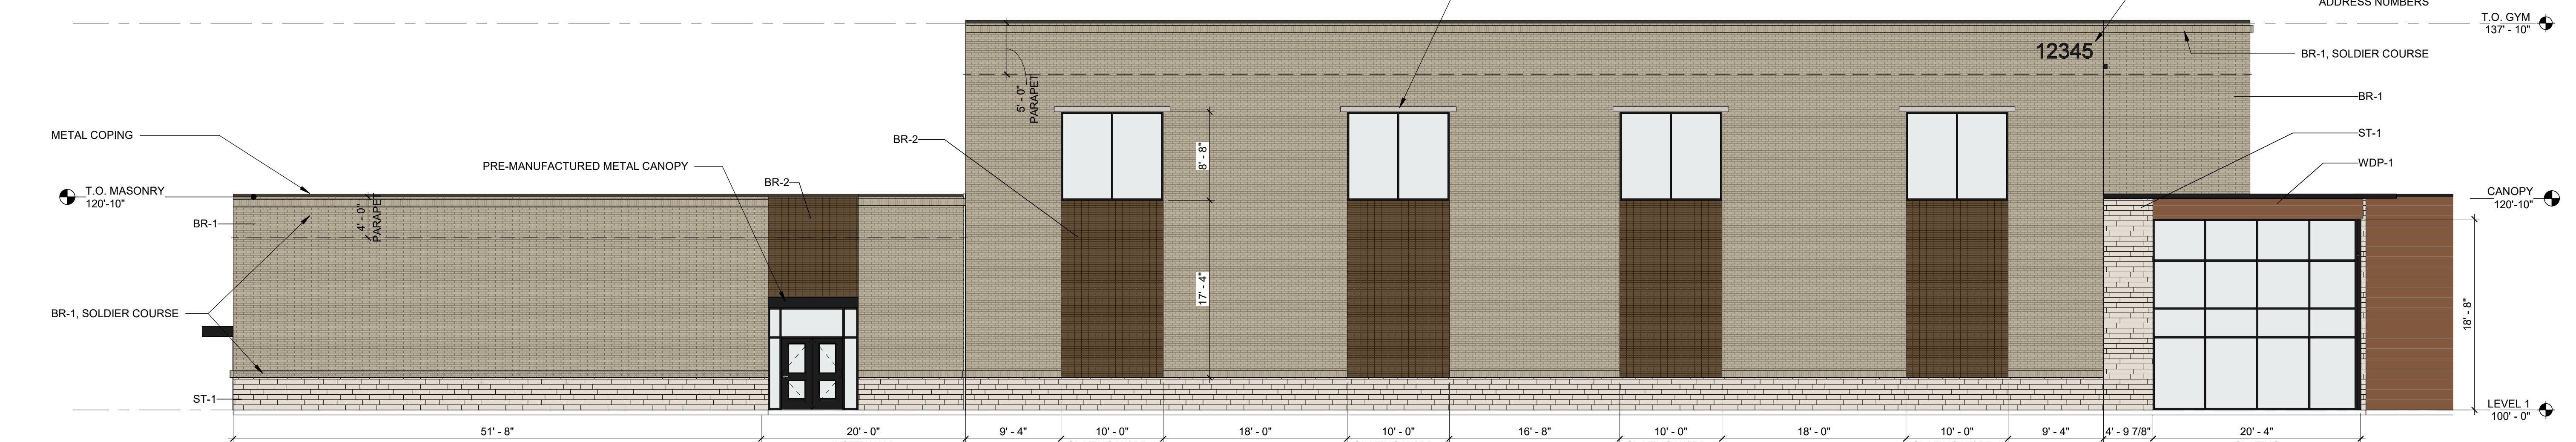 ADDRESS NUMBERS
T.O. GYM
137' - 10"
12345
BR-1, SOLDIER COURSE
5' - 0"
PARAPET
BR-1
METAL COPING
BR-2
ST-1
8' - 8"
PRE-MANUFACTURED METAL CANOPY
WDP-1
BR-2
T.O. MASONRY
120'-10"
CANOPY
120'-10"
4' - 0"
PARAPET
BR-1
17' - 4"
BR-1, SOLDIER COURSE
18' - 8"
ST-1
LEVEL 1
100' - 0"
51' - 8"
20' - 0"
9' - 4"
10' - 0"
18' - 0"
10' - 0"
16' - 8"
10' - 0"
18' - 0"
10' - 0"
9' - 4"
4' - 9 7/8"
20' - 4"